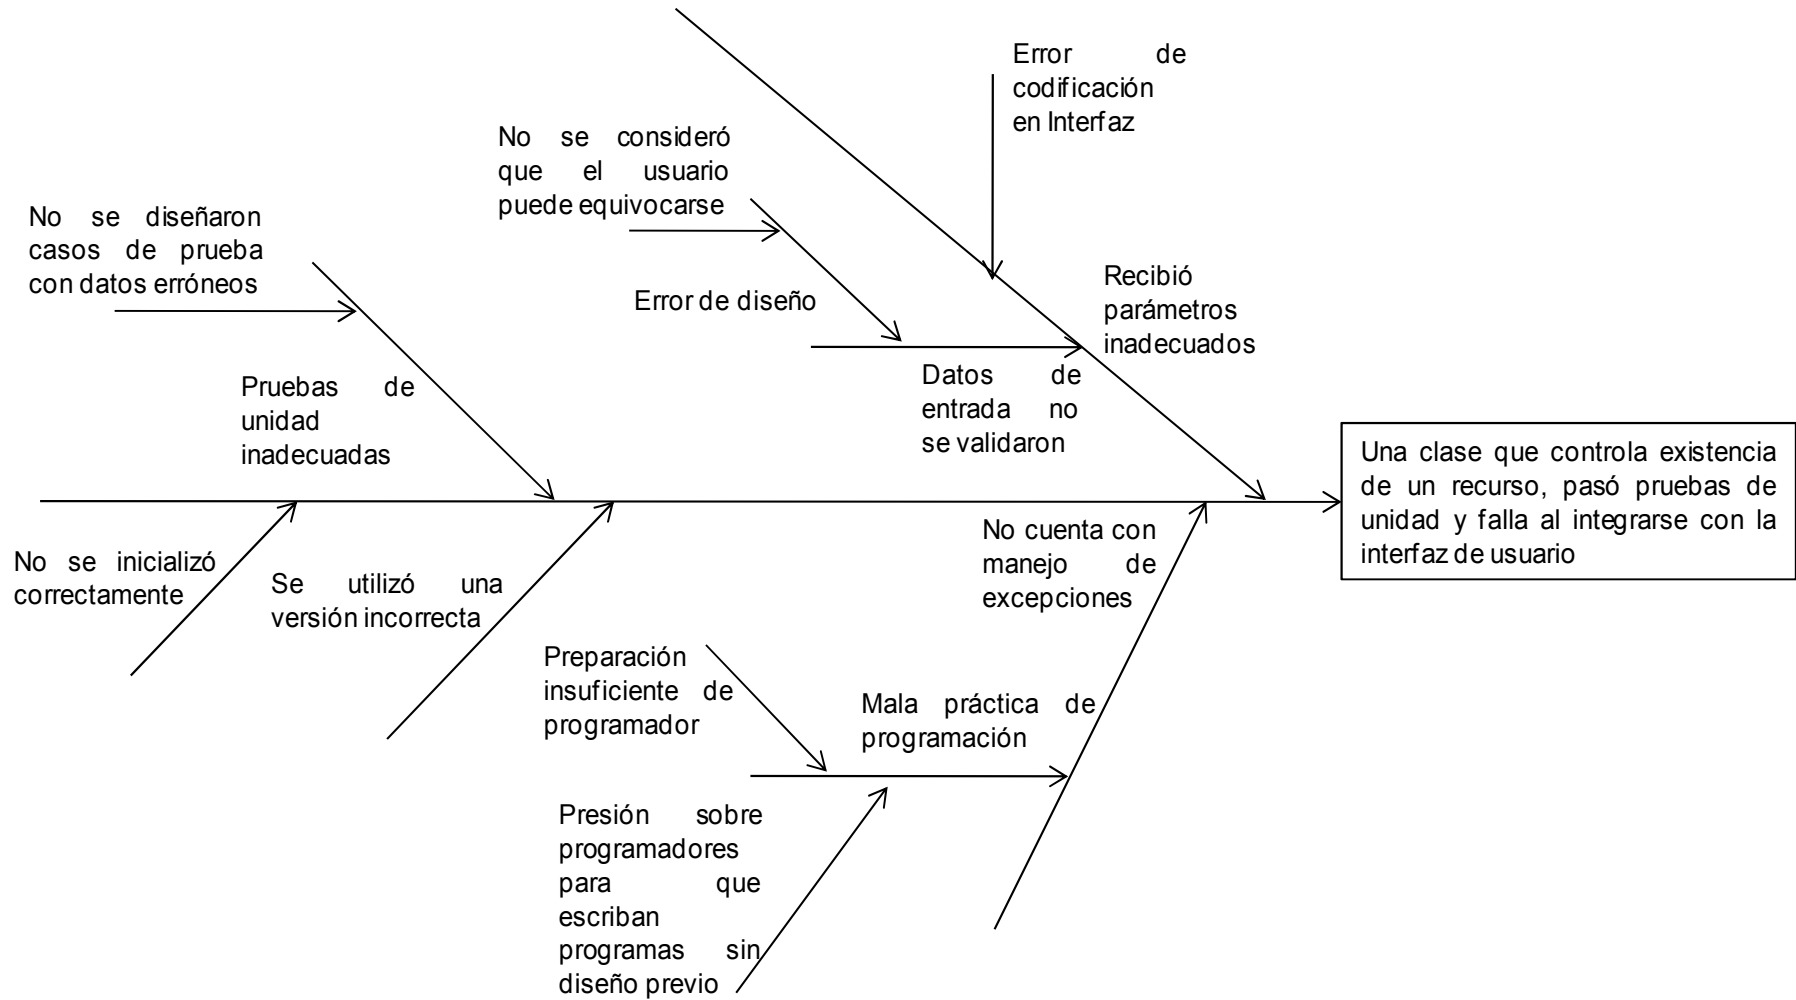 Error de
codificación
en Interfaz
No se consideró
que el usuario
puede equivocarse
No se diseñaron
casos de prueba
con datos erróneos
Error de diseño
Recibió
parámetros
inadecuados
Pruebas de
unidad
inadecuadas
Datos de
entrada no
se validaron
Una clase que controla existencia
de un recurso, pasó pruebas de
unidad y falla al integrarse con la
interfaz de usuario
No se inicializó
correctamente
Se utilizó una
versión incorrecta
No cuenta con
manejo de
excepciones
Preparación
insuficiente de
programador
Mala práctica de
programación
Presión sobre
programadores
para que
escriban
programas sin
diseño previo